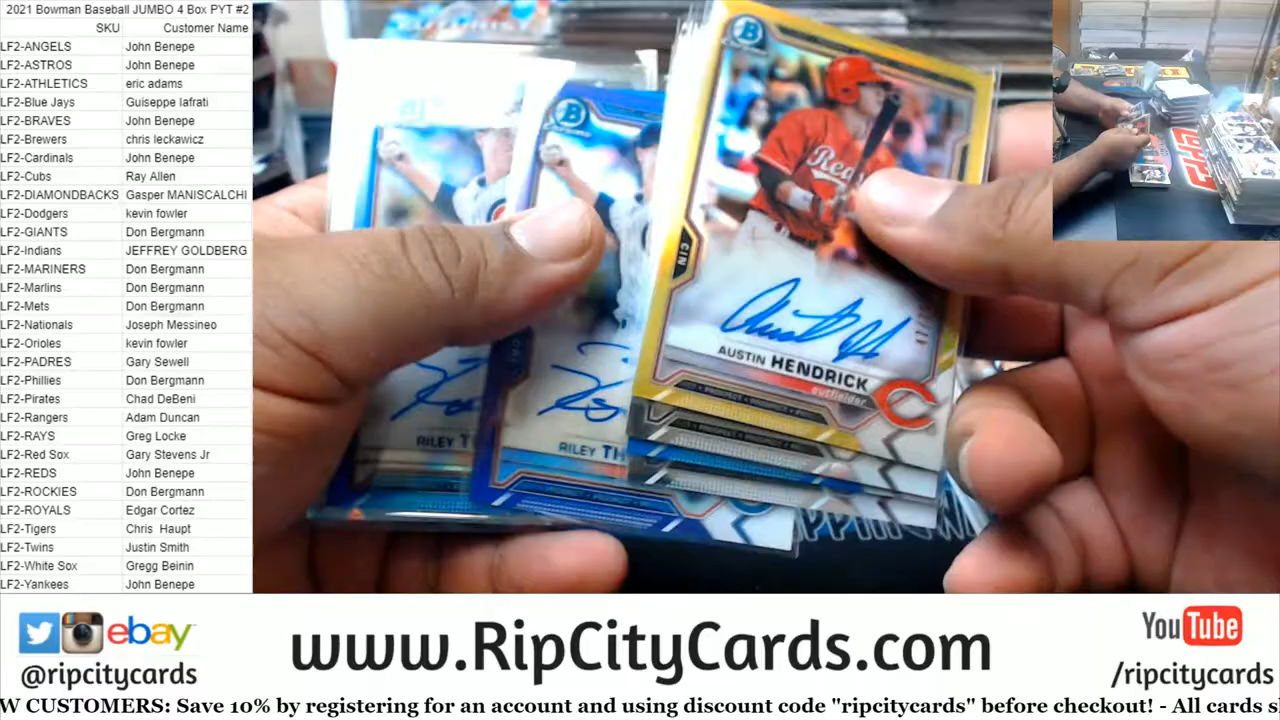 2021 Bowman Baseball JUMBO 4 Box PYT #2
SKU Customer Name
LF2-ANGELS John Benepe
LF2-ASTROS John Benepe
LF2-ATHLETICS eric adams
LF2-Blue Jays Guiseppe Iafrati
LF2-BRAVES John Benepe
LF2-Brewers chris leckawicz
LF2-Cardinals John Benepe
LF2-Cubs Ray Allen
LF2-DIAMONDBACKS Gasper MANISCALCHI
LF2-Dodgers kevin fowler
LF2-GIANTS Don Bergmann
LF2-Indians JEFFREY GOLDBERG
LF2-MARINERS Don Bergmann
LF2-Marlins Don Bergmann
LF2-Mets Don Bergmann
LF2-Nationals Joseph Messineo
LF2-Orioles kevin fowler
LF2-PADRES Gary Sewell
LF2-Phillies Don Bergmann
LF2-Pirates Chad DeBeni
LF2-Rangers Adam Duncan
LF2-RAYS Greg Locke
LF2-Red Sox Gary Stevens Jr
LF2-REDS John Benepe
LF2-ROCKIES Don Bergmann
LF2-ROYALS Edgar Cortez
LF2-Tigers Chris Haupt
LF2-Twins Justin Smith
LF2-White Sox Gregg Beinin
LF2-Yankees John Benepe
B
B
Reds
CIN
AUSTIN HENDRICK
outfielder
RILEY
RILEY TH
ebay
@ripcitycards
www.RipCityCards.com
YouTube
/ripcitycards
W CUSTOMERS: Save 10% by registering for an account and using discount code "ripcitycards" before checkout! - All cards s